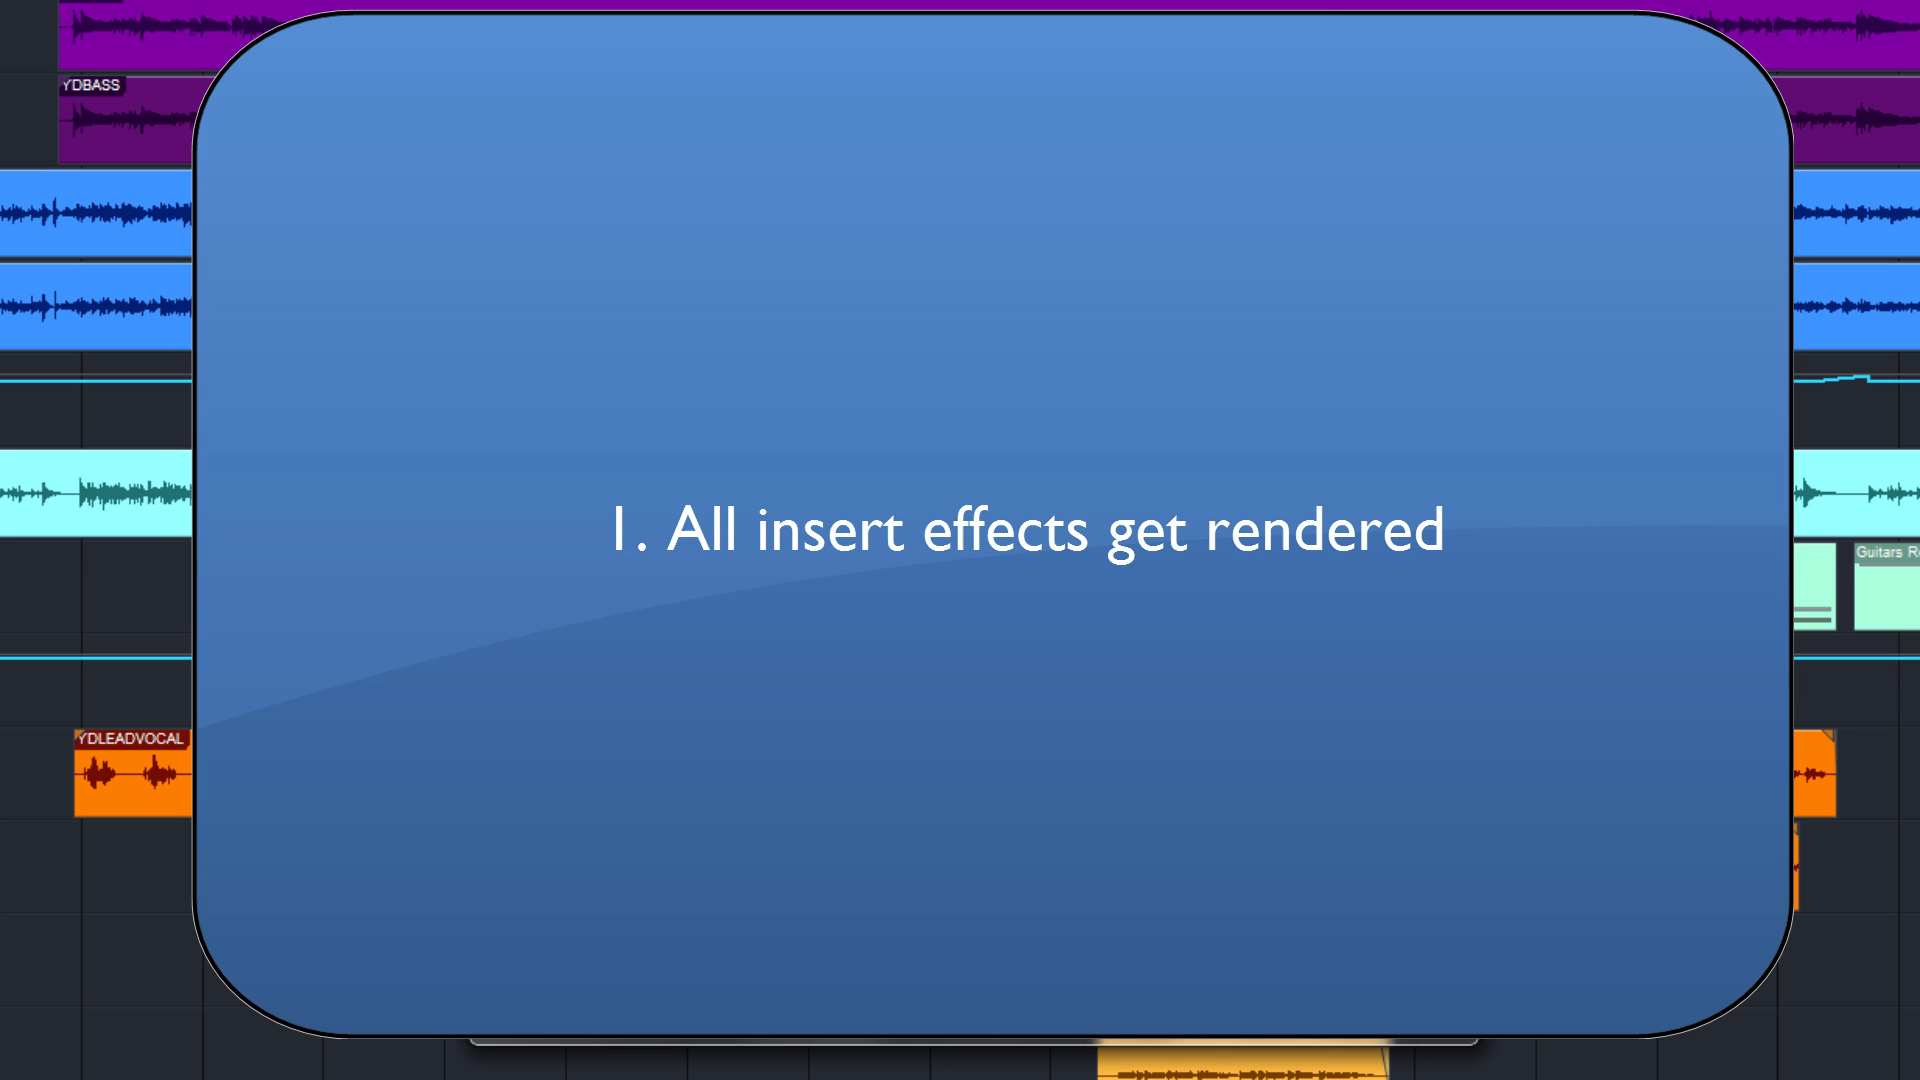 YDBASS
1. All insert effects get rendered
Guitars
YDLEADVOCAL